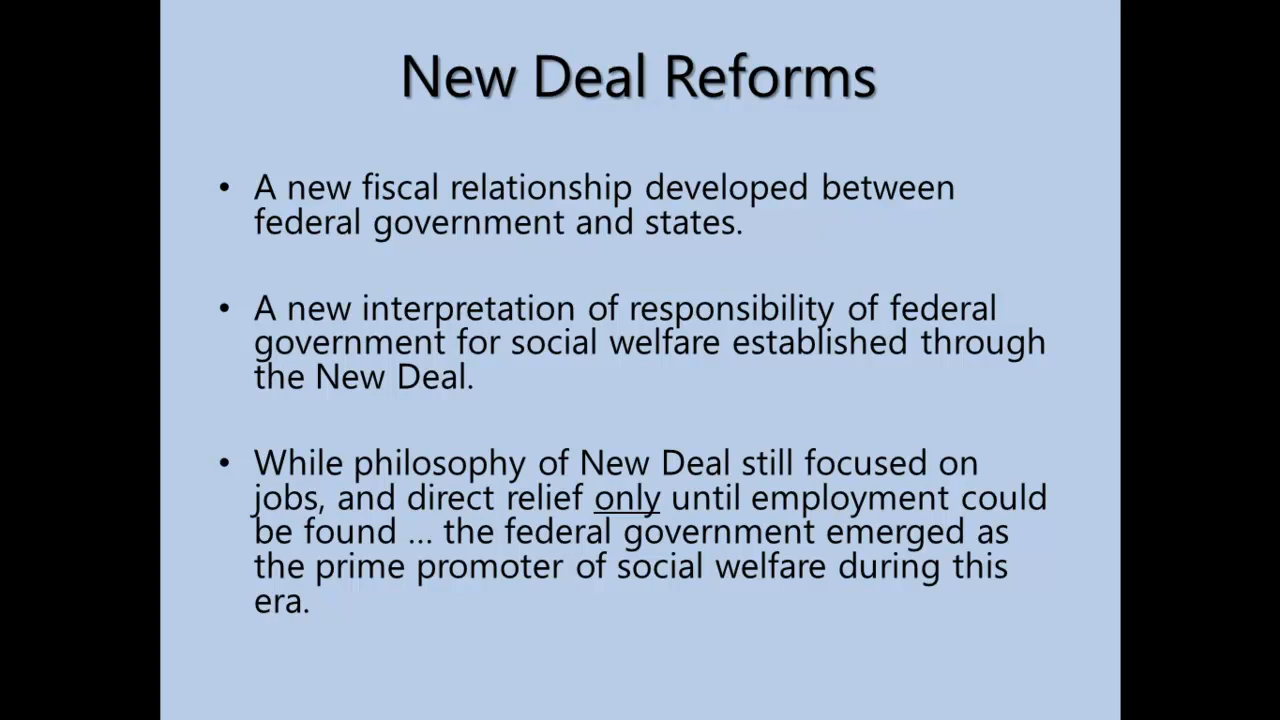 New Deal Reforms
• A new fiscal relationship developed between
federal government and states.
• A new interpretation of responsibility of federal
government for social welfare established through
the New Deal.
• While philosophy of New Deal still focused on
jobs, and direct relief only until employment could
be found ... the federal government emerged as
the prime promoter of social welfare during this
era.